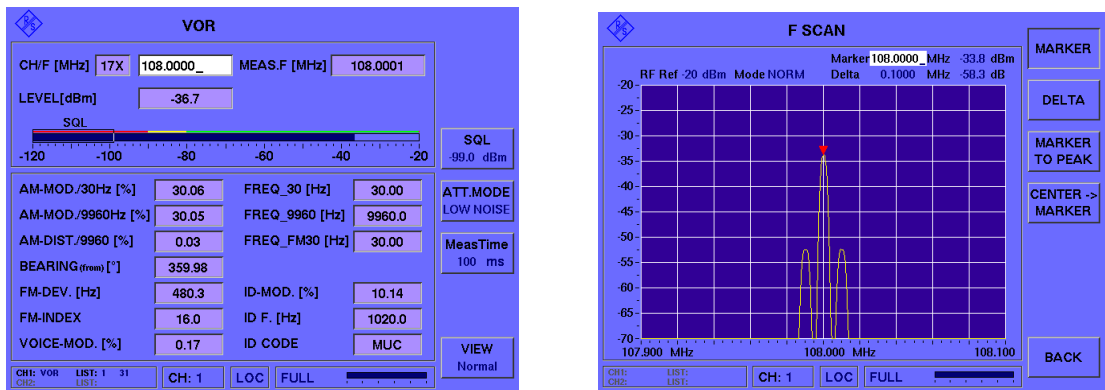 R/S
VOR
CH/F [MHz] 17X 108.0000_ MEAS.F [MHz] 108.0001
LEVEL[dBm] -36.7
SQL
-120 -100 -80 -60 -40 -20
SQL
-99.0 dBm
AM-MOD./30Hz [%] 30.06 FREQ_30 [Hz] 30.00
ATT.MODE
LOW NOISE
AM-MOD./9960Hz [%] 30.05 FREQ_9960 [Hz] 9960.0
AM-DIST./9960 [%] 0.03 FREQ_FM30 [Hz] 30.00
MeasTime
100 ms
BEARING(from) [°] 359.98
FM-DEV. [Hz] 480.3 ID-MOD. [%] 10.14
FM-INDEX 16.0 ID F. [Hz] 1020.0
VOICE-MOD. [%] 0.17 ID CODE MUC
VIEW
Normal
CH1: VOR LIST: 1 31
CH2: LIST:
CH: 1 LOC FULL
R/S
F SCAN
MARKER
Marker 108.0000_ MHz -33.8 dBm
RF Ref -20 dBm Mode NORM Delta 0.1000 MHz -58.3 dB
-20
-25
-30
-35
-40
-45
-50
-55
-60
-65
-70
107.900 MHz 108.000 MHz 108.100
DELTA
MARKER
TO PEAK
CENTER ->
MARKER
BACK
CH1: LIST:
CH2: LIST:
CH: 1 LOC FULL